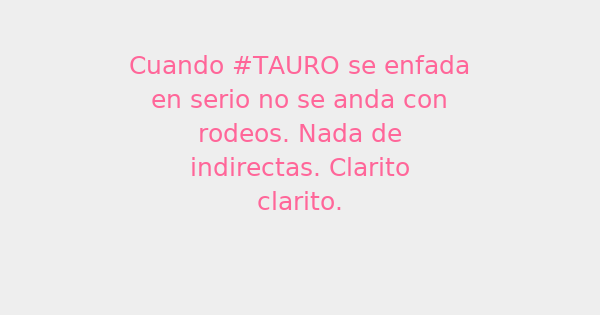 Cuando #TAURO se enfada
en serio no se anda con
rodeos. Nada de
indirectas. Clarito
clarito.